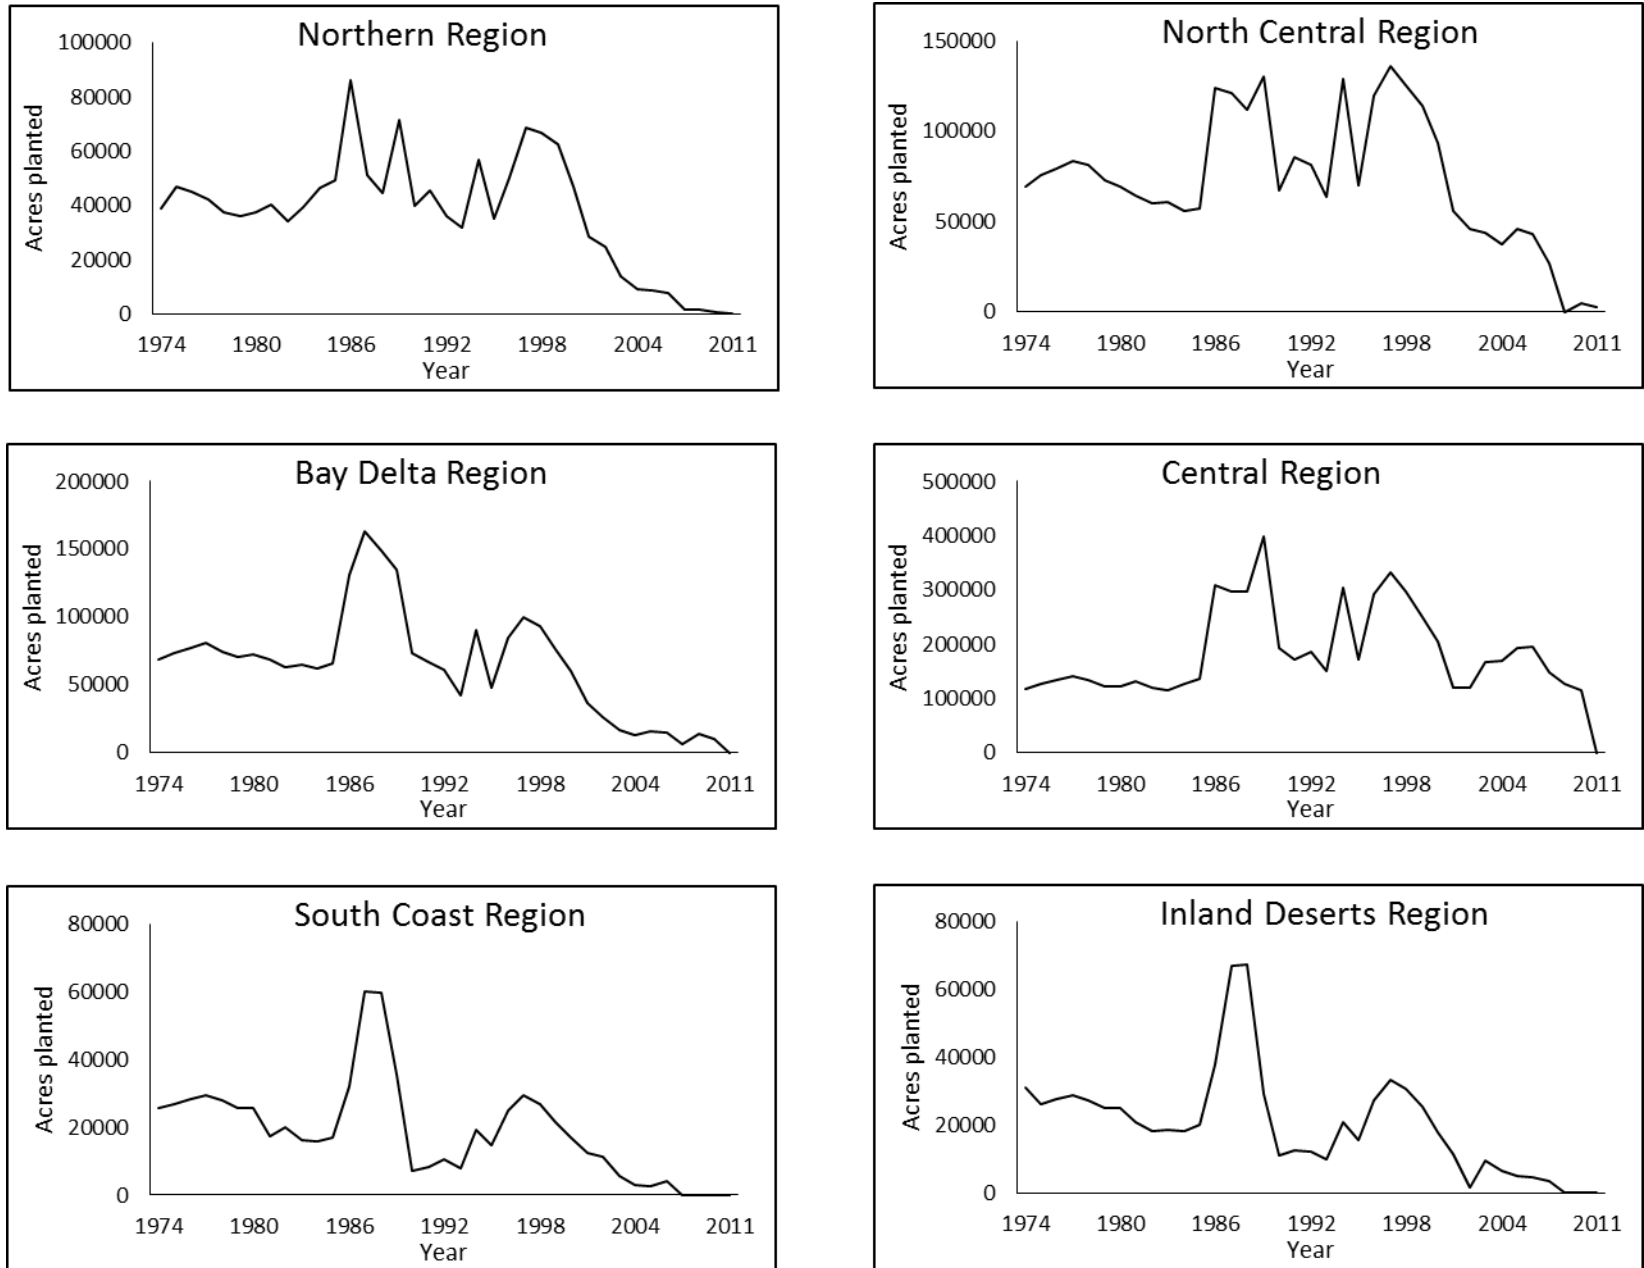 Northern Region
Acres planted
100000
80000
60000
40000
20000
0
1974 1980 1986 1992 1998 2004 2011
Year
North Central Region
Acres planted
150000
100000
50000
0
1974 1980 1986 1992 1998 2004 2011
Year
Bay Delta Region
Acres planted
200000
150000
100000
50000
0
1974 1980 1986 1992 1998 2004 2011
Year
Central Region
Acres planted
500000
400000
300000
200000
100000
0
1974 1980 1986 1992 1998 2004 2011
Year
South Coast Region
Acres planted
80000
60000
40000
20000
0
1974 1980 1986 1992 1998 2004 2011
Year
Inland Deserts Region
Acres planted
80000
60000
40000
20000
0
1974 1980 1986 1992 1998 2004 2011
Year